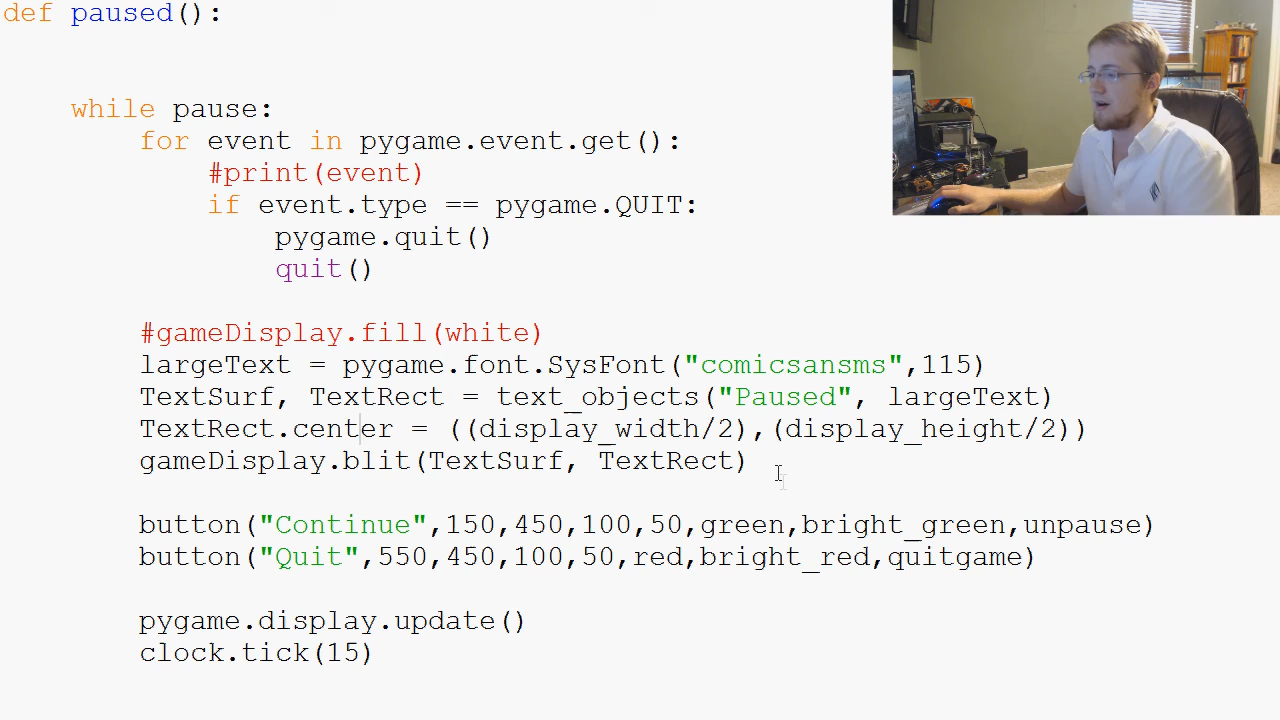 def paused():
while pause:
for event in pygame.event.get():
#print(event)
if event.type == pygame.QUIT:
pygame.quit()
quit()
#gameDisplay.fill(white)
largeText = pygame.font.SysFont("comicsansms",115)
TextSurf, TextRect = text_objects("Paused", largeText)
TextRect.center = ((display_width/2),(display_height/2))
gameDisplay.blit(TextSurf, TextRect)
button("Continue",150,450,100,50,green,bright_green,unpause)
button("Quit",550,450,100,50,red,bright_red,quitgame)
pygame.display.update()
clock.tick(15)